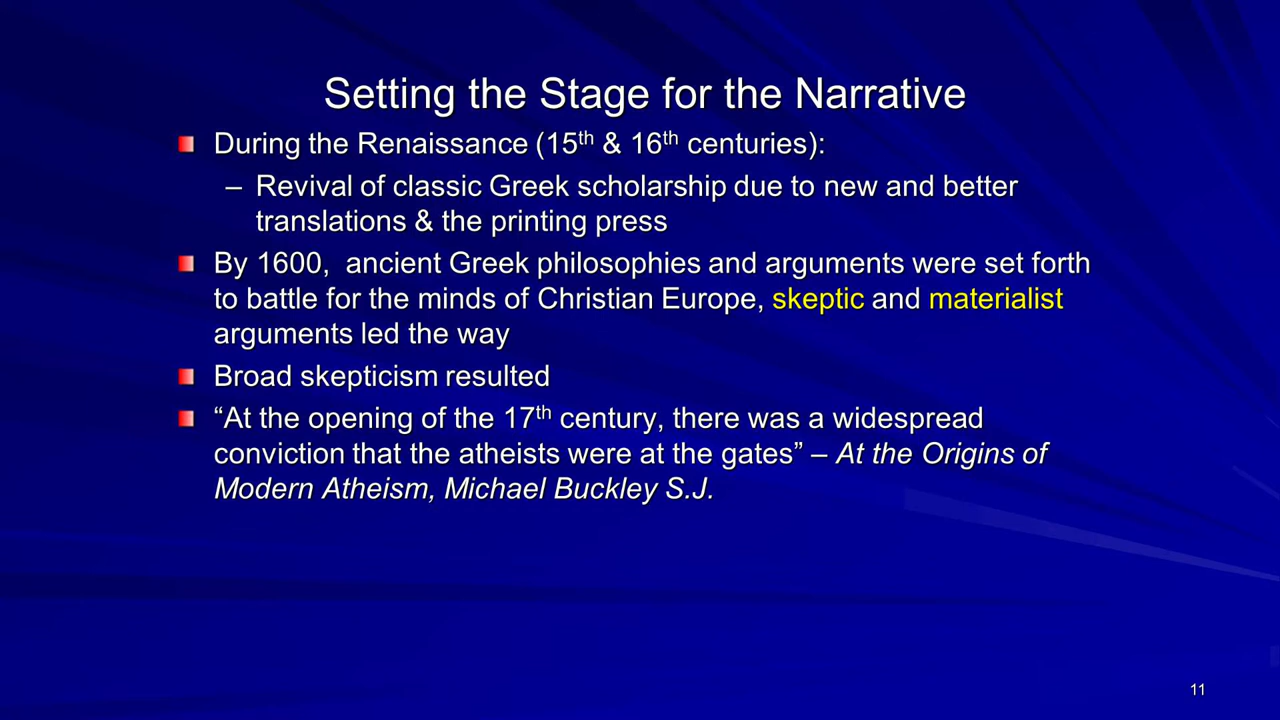 Setting the Stage for the Narrative
During the Renaissance (15th & 16th centuries):
– Revival of classic Greek scholarship due to new and better
translations & the printing press
By 1600,  ancient Greek philosophies and arguments were set forth
to battle for the minds of Christian Europe, skeptic and materialist
arguments led the way
Broad skepticism resulted
“At the opening of the 17th century, there was a widespread
conviction that the atheists were at the gates” – At the Origins of
Modern Atheism, Michael Buckley S.J.
11